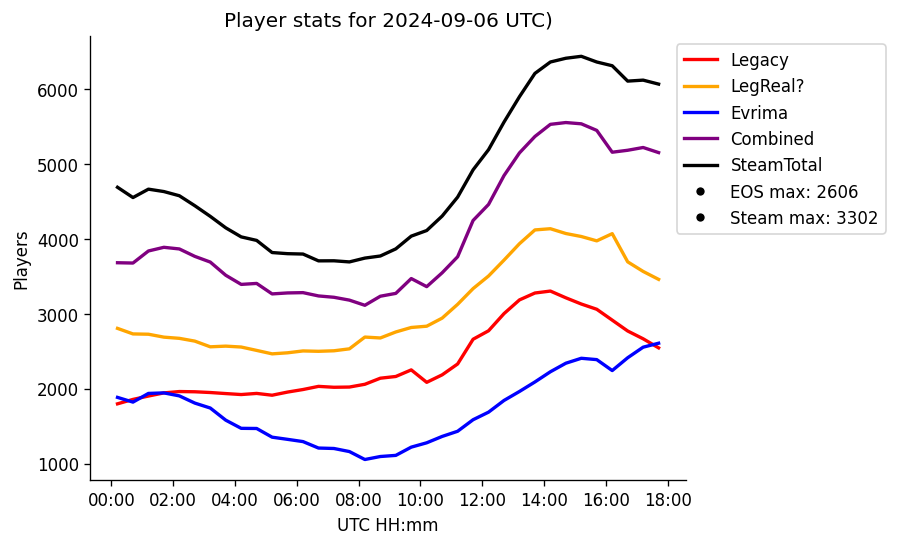 Player stats for 2024-09-06 UTC)
Players
6000
5000
4000
3000
2000
1000
00:00 02:00 04:00 06:00 08:00 10:00 12:00 14:00 16:00 18:00
UTC HH:mm
Legacy
LegReal?
Evrima
Combined
SteamTotal
EOS max: 2606
Steam max: 3302